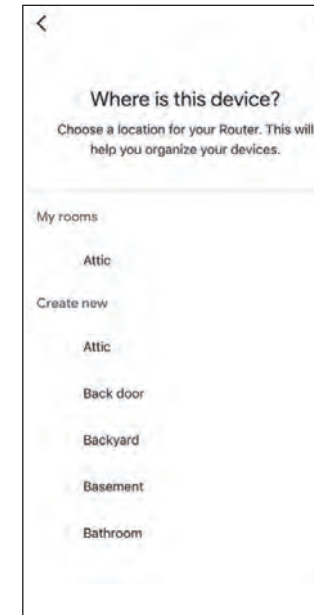 Where is this device?
Choose a location for your Router. This will
help you organize your devices.
My rooms
Attic
Create new
Attic
Back door
Backyard
Basement
Bathroom